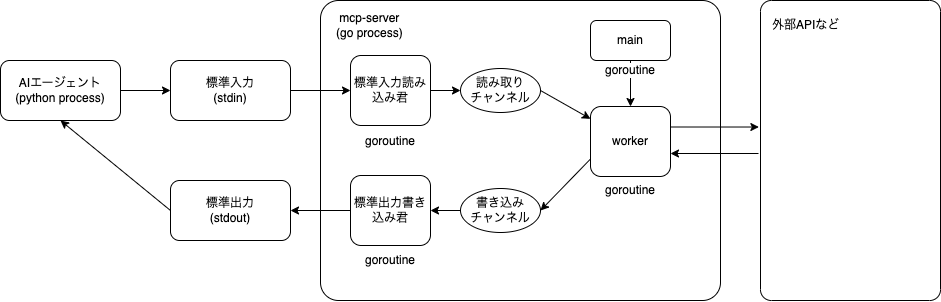 mcp-server
(go process)
外部APIなど
main
goroutine
AIエージェント
(python process)
標準入力
(stdin)
標準入力読み
込み君
goroutine
読み取り
チャンネル
worker
goroutine
標準出力
(stdout)
標準出力書き
込み君
goroutine
書き込み
チャンネル